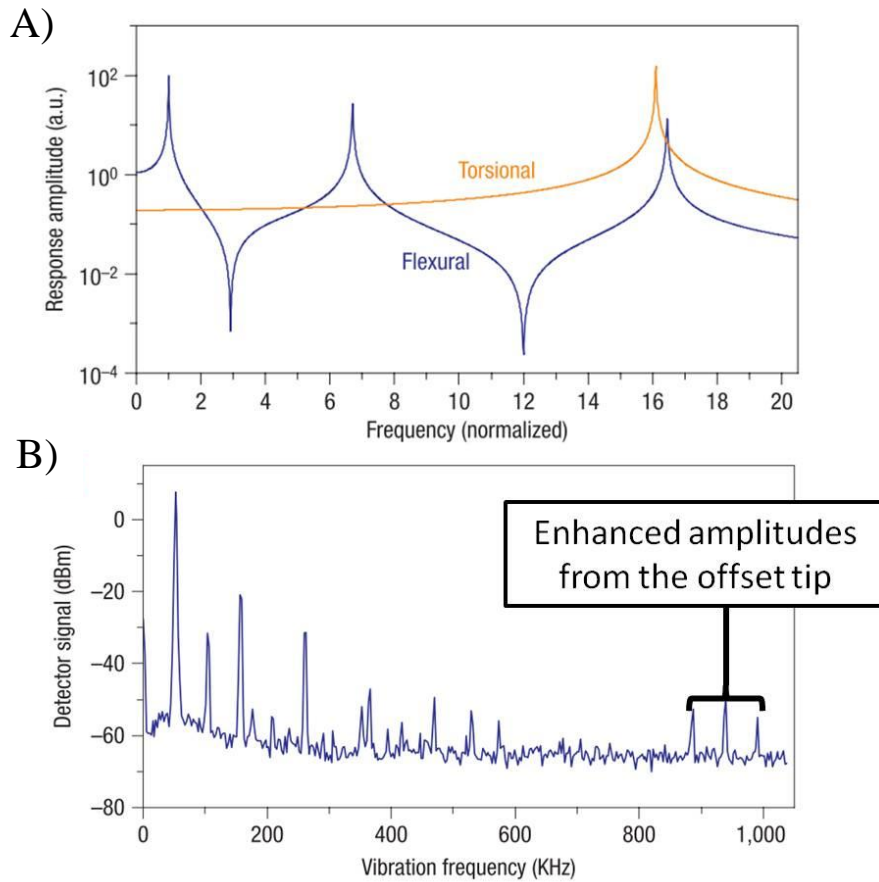 A)
Response amplitude (a.u.)
10²
10⁰
10⁻²
10⁻⁴
Torsional
Flexural
0 2 4 6 8 10 12 14 16 18 20
Frequency (normalized)
B)
Detector signal (dBm)
0
−20
−40
−60
−80
Enhanced amplitudes
from the offset tip
0 200 400 600 800 1,000
Vibration frequency (KHz)